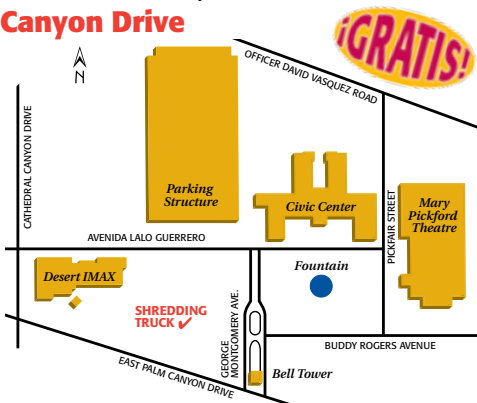 Canyon Drive
¡GRATIS!
N
OFFICER DAVID VASQUEZ ROAD
CATHEDRAL CANYON DRIVE
Parking
Structure
Civic Center
PICKFAIR STREET
Mary
Pickford
Theatre
AVENIDA LALO GUERRERO
Desert IMAX
Fountain
SHREDDING
TRUCK ✓
GEORGE
MONTGOMERY AVE.
BUDDY ROGERS AVENUE
EAST PALM CANYON DRIVE
Bell Tower